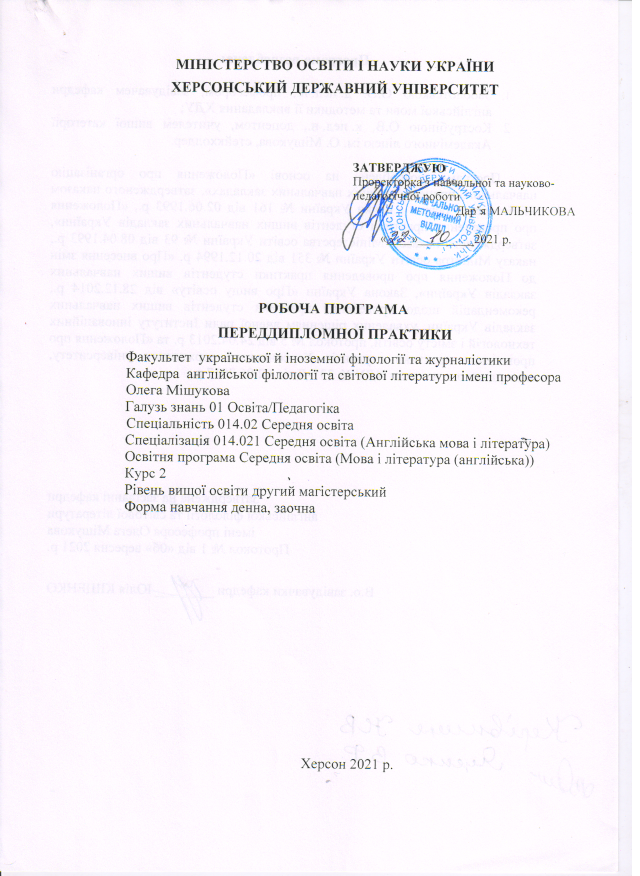 МІНІСТЕРСТВО ОСВІТИ І НАУКИ УКРАЇНИ
ХЕРСОНСЬКИЙ ДЕРЖАВНИЙ УНІВЕРСИТЕТ
ЗАТВЕРДЖУЮ
Проректорка з навчальної та науково-
педагогічної роботи
Дар'я МАЛЬЧИКОВА
НАВЧАЛЬНО-
МЕТОДИЧНИЙ
ВІДДІЛ
« » 10 2021 р.
РОБОЧА ПРОГРАМА
ПЕРЕДДИПЛОМНОЇ ПРАКТИКИ
Факультет української й іноземної філології та журналістики
Кафедра англійської філології та світової літератури імені професора
Олега Мішукова
Галузь знань 01 Освіта/Педагогіка
Спеціальність 014.02 Середня освіта
Спеціалізація 014.021 Середня освіта (Англійська мова і література)
Освітня програма Середня освіта (Мова і література (англійська))
Курс 2
Рівень вищої освіти другий магістерський
Форма навчання денна, заочна
Херсон 2021 р.